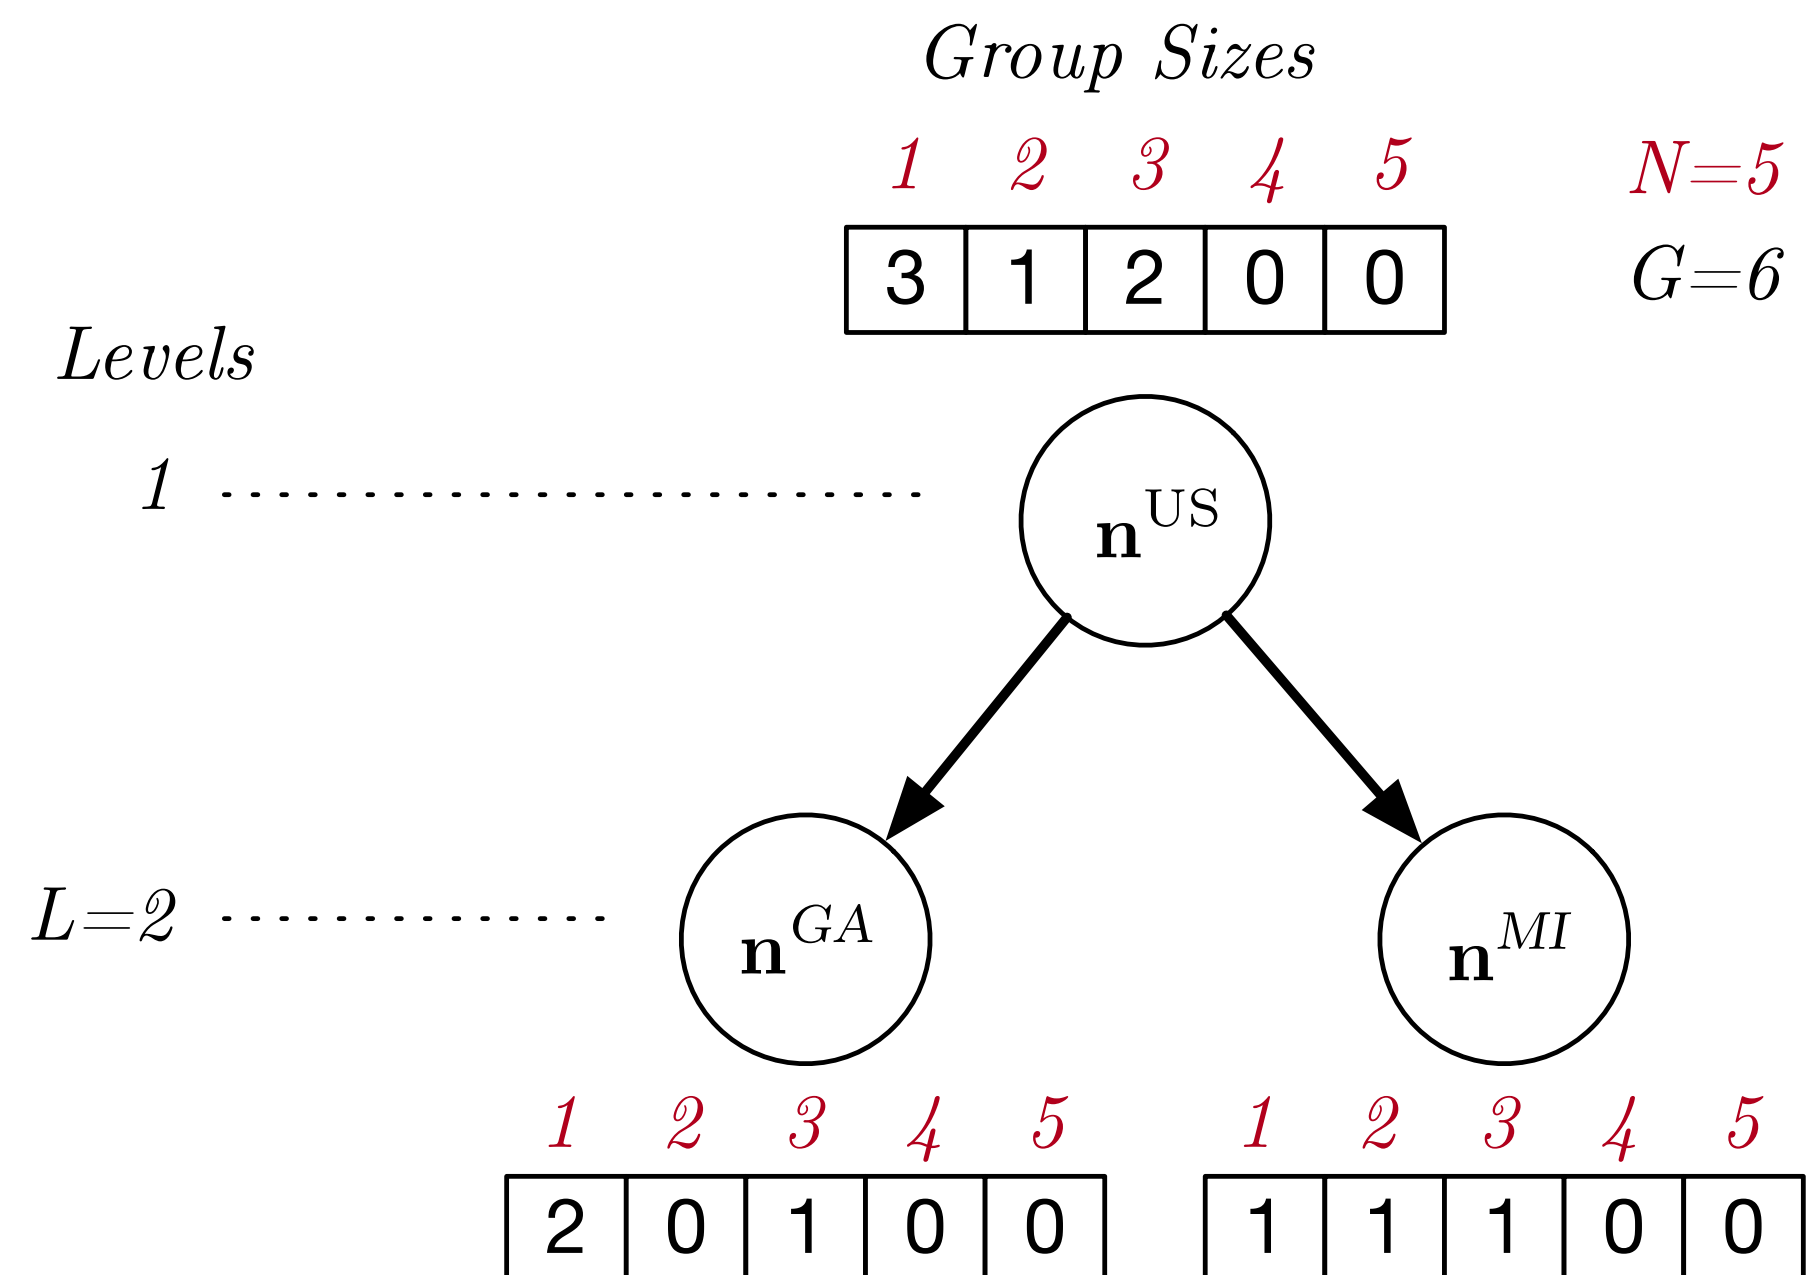 Group Sizes
1 2 3 4 5 N=5
3 1 2 0 0 G=6
Levels
1
n^US
L=2
n^GA n^MI
1 2 3 4 5 1 2 3 4 5
2 0 1 0 0 1 1 1 0 0